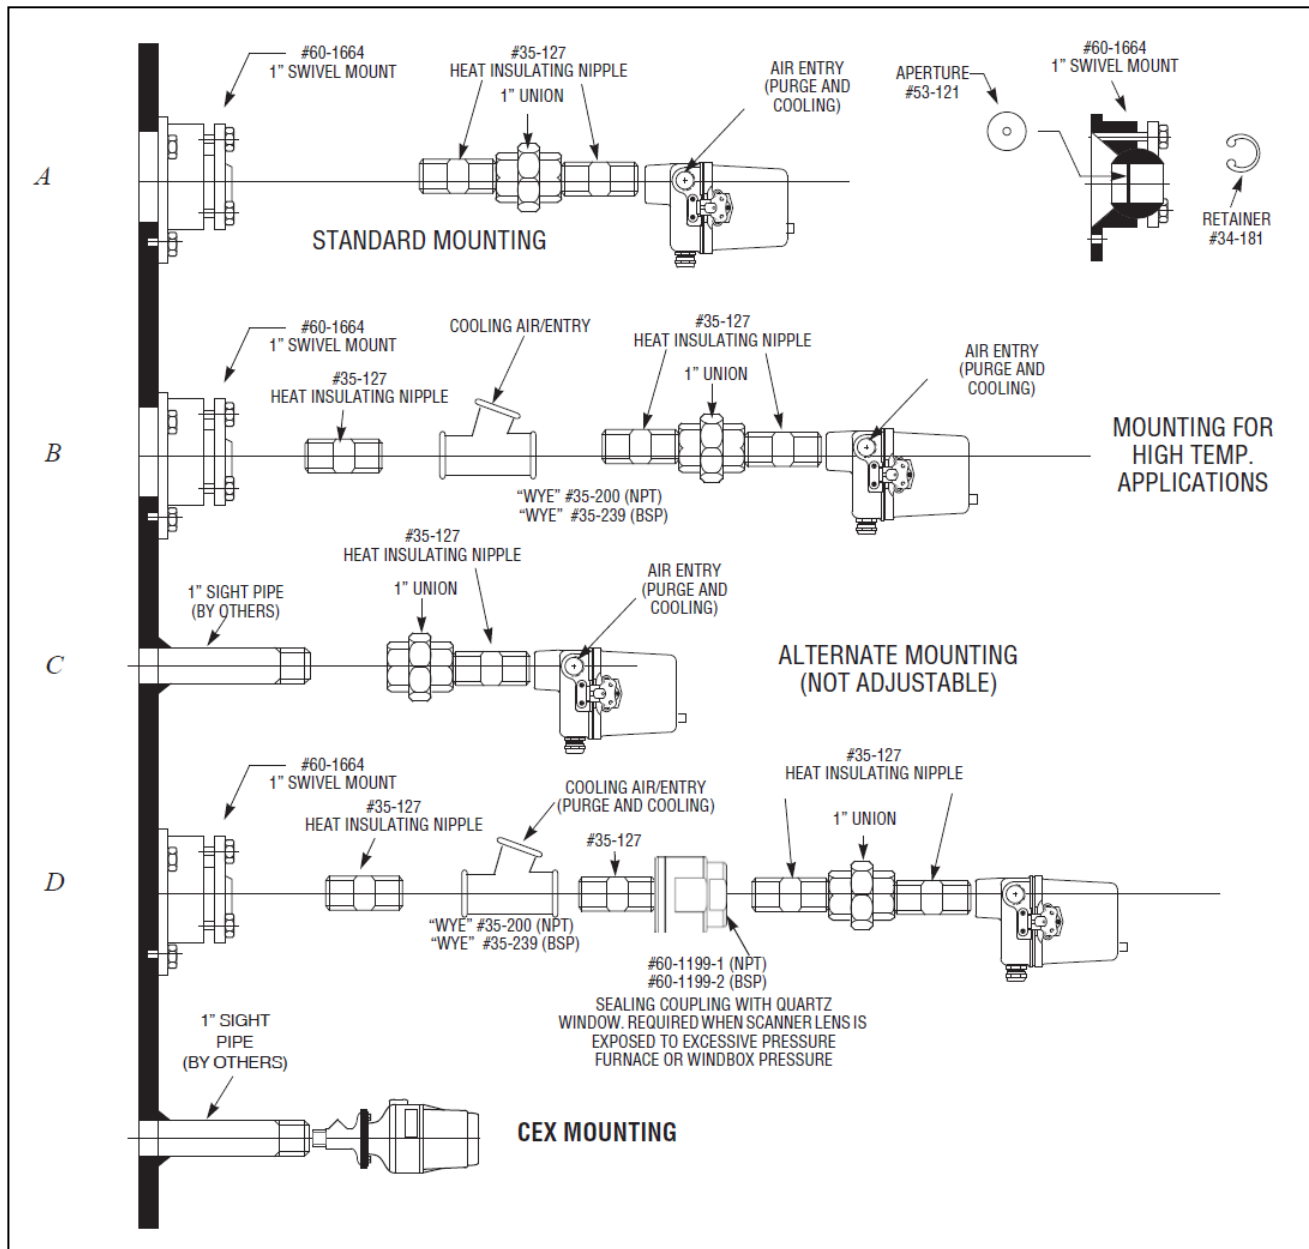 #60-1664
1” SWIVEL MOUNT
#35-127
HEAT INSULATING NIPPLE
1” UNION
AIR ENTRY
(PURGE AND
COOLING)
APERTURE
#53-121
#60-1664
1” SWIVEL MOUNT
A
RETAINER
#34-181
STANDARD MOUNTING
#60-1664
1” SWIVEL MOUNT
#35-127
HEAT INSULATING NIPPLE
COOLING AIR/ENTRY
#35-127
HEAT INSULATING NIPPLE
1” UNION
AIR ENTRY
(PURGE AND
COOLING)
B
MOUNTING FOR
HIGH TEMP.
APPLICATIONS
“WYE” #35-200 (NPT)
“WYE” #35-239 (BSP)
#35-127
HEAT INSULATING NIPPLE
1” UNION
AIR ENTRY
(PURGE AND
COOLING)
1” SIGHT PIPE
(BY OTHERS)
C
ALTERNATE MOUNTING
(NOT ADJUSTABLE)
#60-1664
1” SWIVEL MOUNT
#35-127
HEAT INSULATING NIPPLE
COOLING AIR/ENTRY
(PURGE AND COOLING)
#35-127
#35-127
HEAT INSULATING NIPPLE
1” UNION
D
“WYE” #35-200 (NPT)
“WYE” #35-239 (BSP)
#60-1199-1 (NPT)
#60-1199-2 (BSP)
SEALING COUPLING WITH QUARTZ
WINDOW. REQUIRED WHEN SCANNER LENS IS
EXPOSED TO EXCESSIVE PRESSURE
FURNACE OR WINDBOX PRESSURE
1” SIGHT
PIPE
(BY OTHERS)
CEX MOUNTING